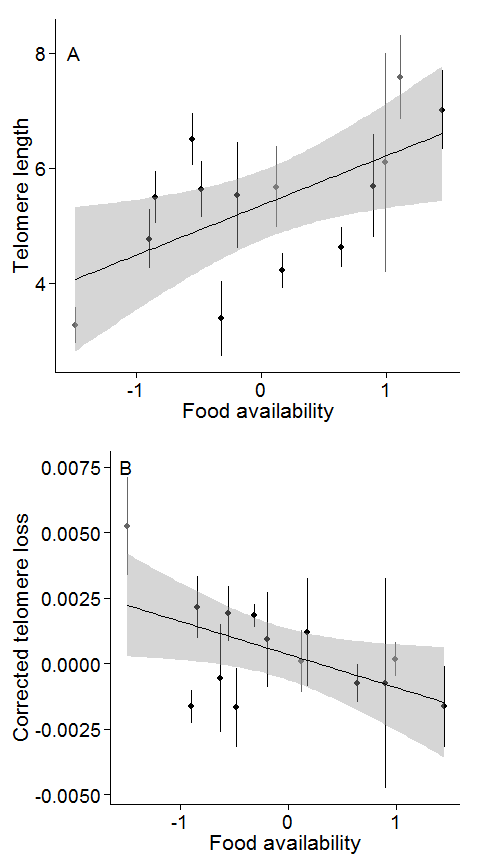 A
8
6
4
Telomere length
-1 0 1
Food availability
B
0.0075
0.0050
0.0025
0.0000
-0.0025
-0.0050
Corrected telomere loss
-1 0 1
Food availability